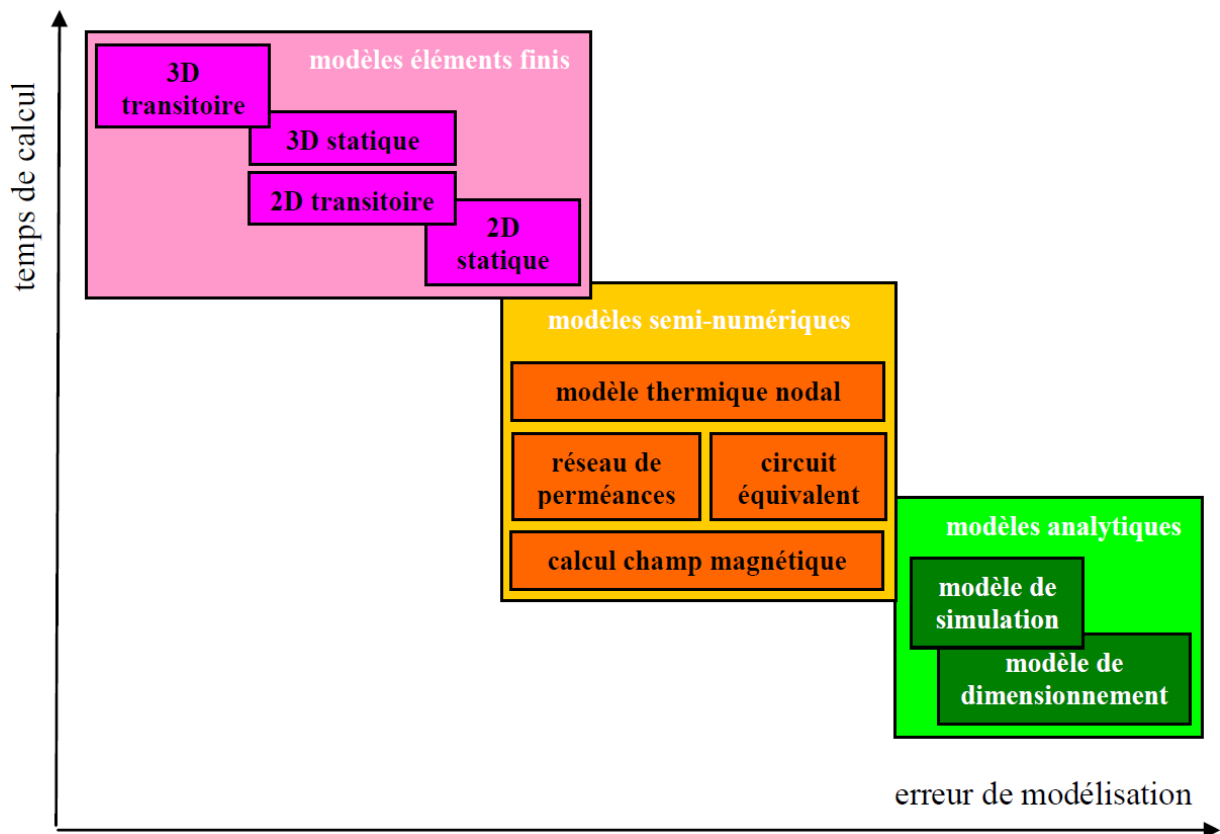 temps de calcul
modèles éléments finis
3D
transitoire
3D statique
2D transitoire
2D
statique
modèles semi-numériques
modèle thermique nodal
réseau de
perméances
circuit
équivalent
calcul champ magnétique
modèles analytiques
modèle de
simulation
modèle de
dimensionnement
erreur de modélisation